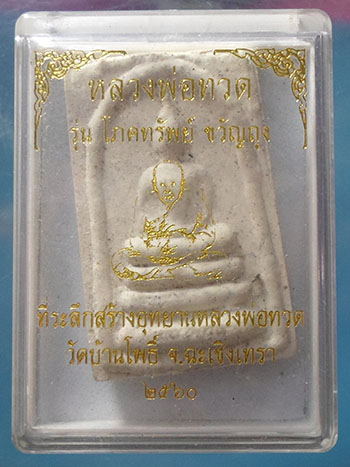 หลวงพ่อทวด
รุ่น โภคทรัพย์ ขวัญถุง
ที่ระลึกสร้างอุทยานหลวงพ่อทวด
วัดบ้านโพธิ์ จ.ฉะเชิงเทรา
๒๕๖๐